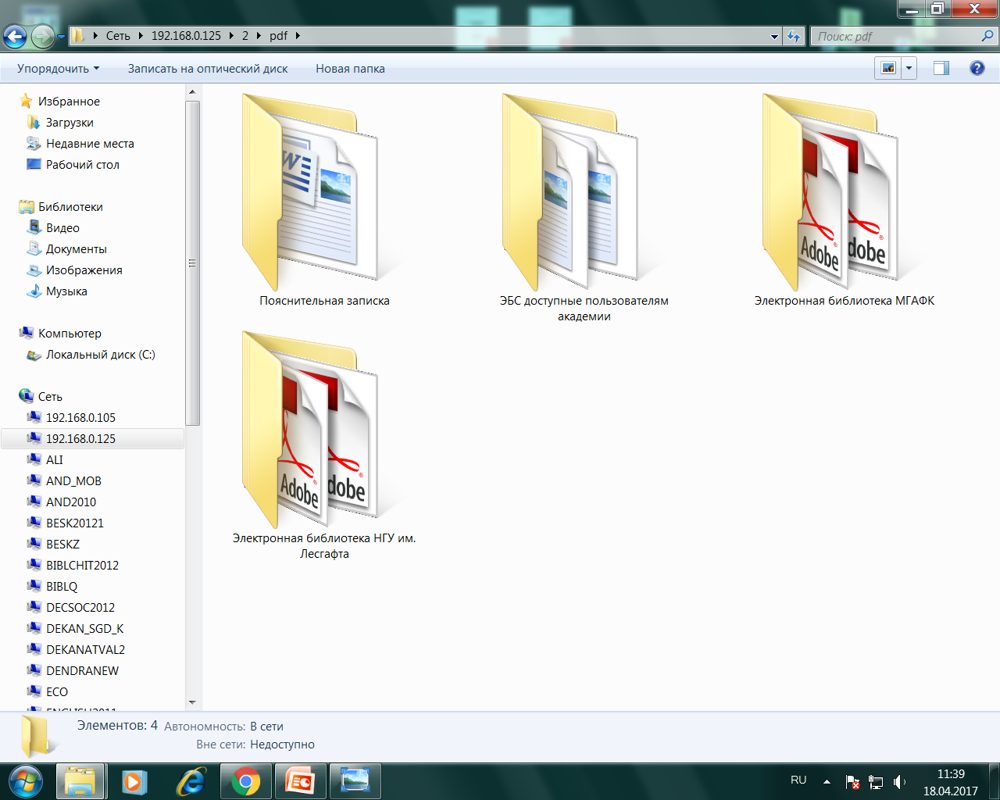 Сеть 192.168.0.125 2 pdf
Поиск: pdf
Упорядочить Записать на оптический диск Новая папка
Избранное
Загрузки
Недавние места
Рабочий стол
Библиотеки
Видео
Документы
Изображения
Музыка
Компьютер
Локальный диск (C:)
Сеть
192.168.0.105
192.168.0.125
ALI
AND_MOB
AND2010
BESK20121
BESKZ
BIBLCHIT2012
BIBLQ
DECSOC2012
DEKAN_SGD_K
DEKANATVAL2
DENDRANEW
ECO
W
Пояснительная записка
ЭБС доступные пользователям
академии
Adobe
dobe
Электронная библиотека МГАФК
Adobe
dobe
Электронная библиотека НГУ им.
Лесгафта
Элементов: 4 Автономность: В сети
Вне сети: Недоступно
RU
11:39
18.04.2017